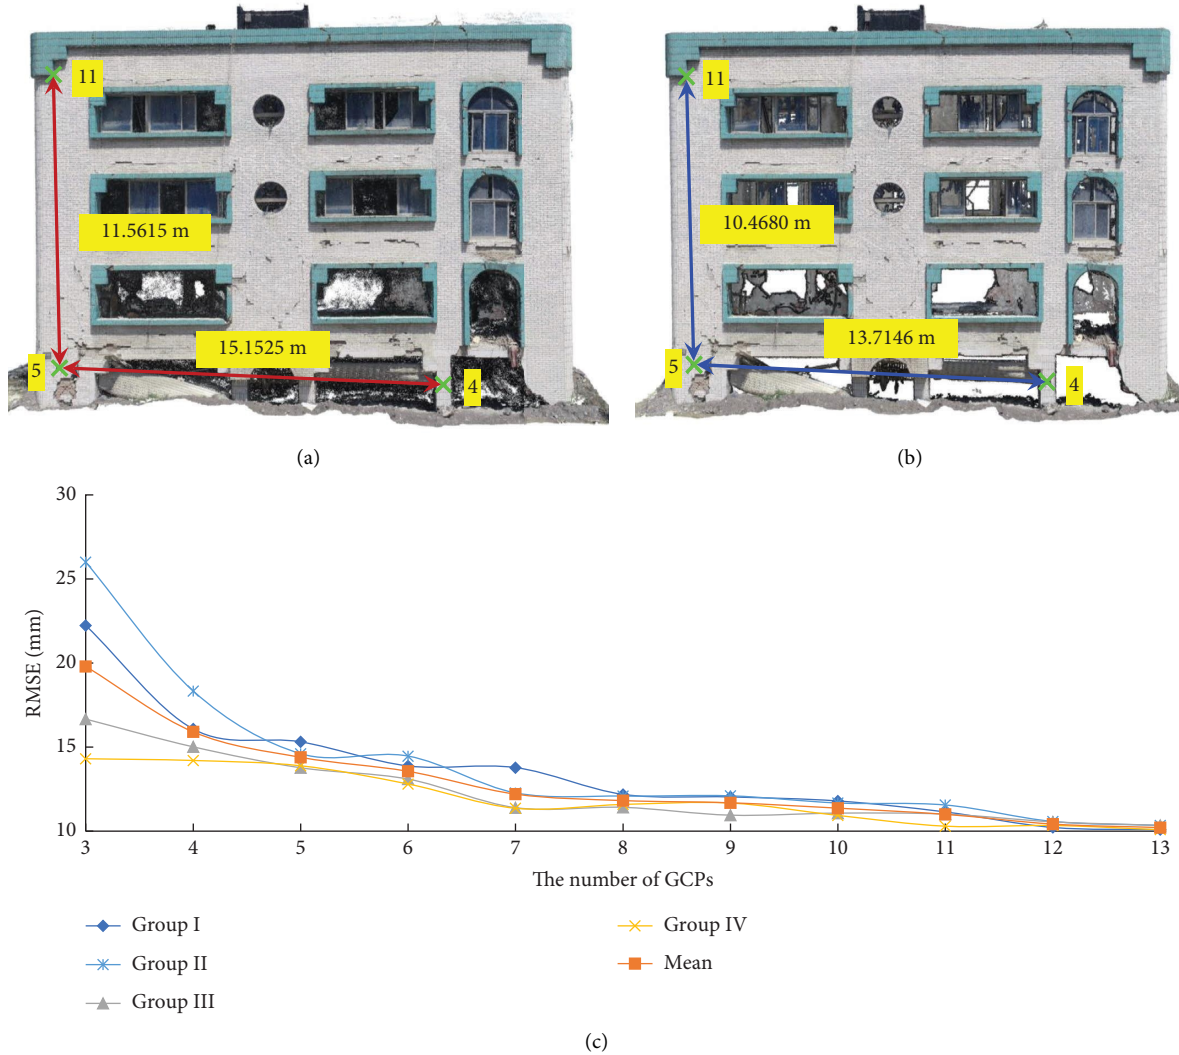 11
11
11.5615 m
10.4680 m
15.1525 m
13.7146 m
5
4
5
4
(a)
(b)
30
25
20
15
10
RMSE (mm)
3 4 5 6 7 8 9 10 11 12 13
The number of GCPs
Group I
Group II
Group III
Group IV
Mean
(c)